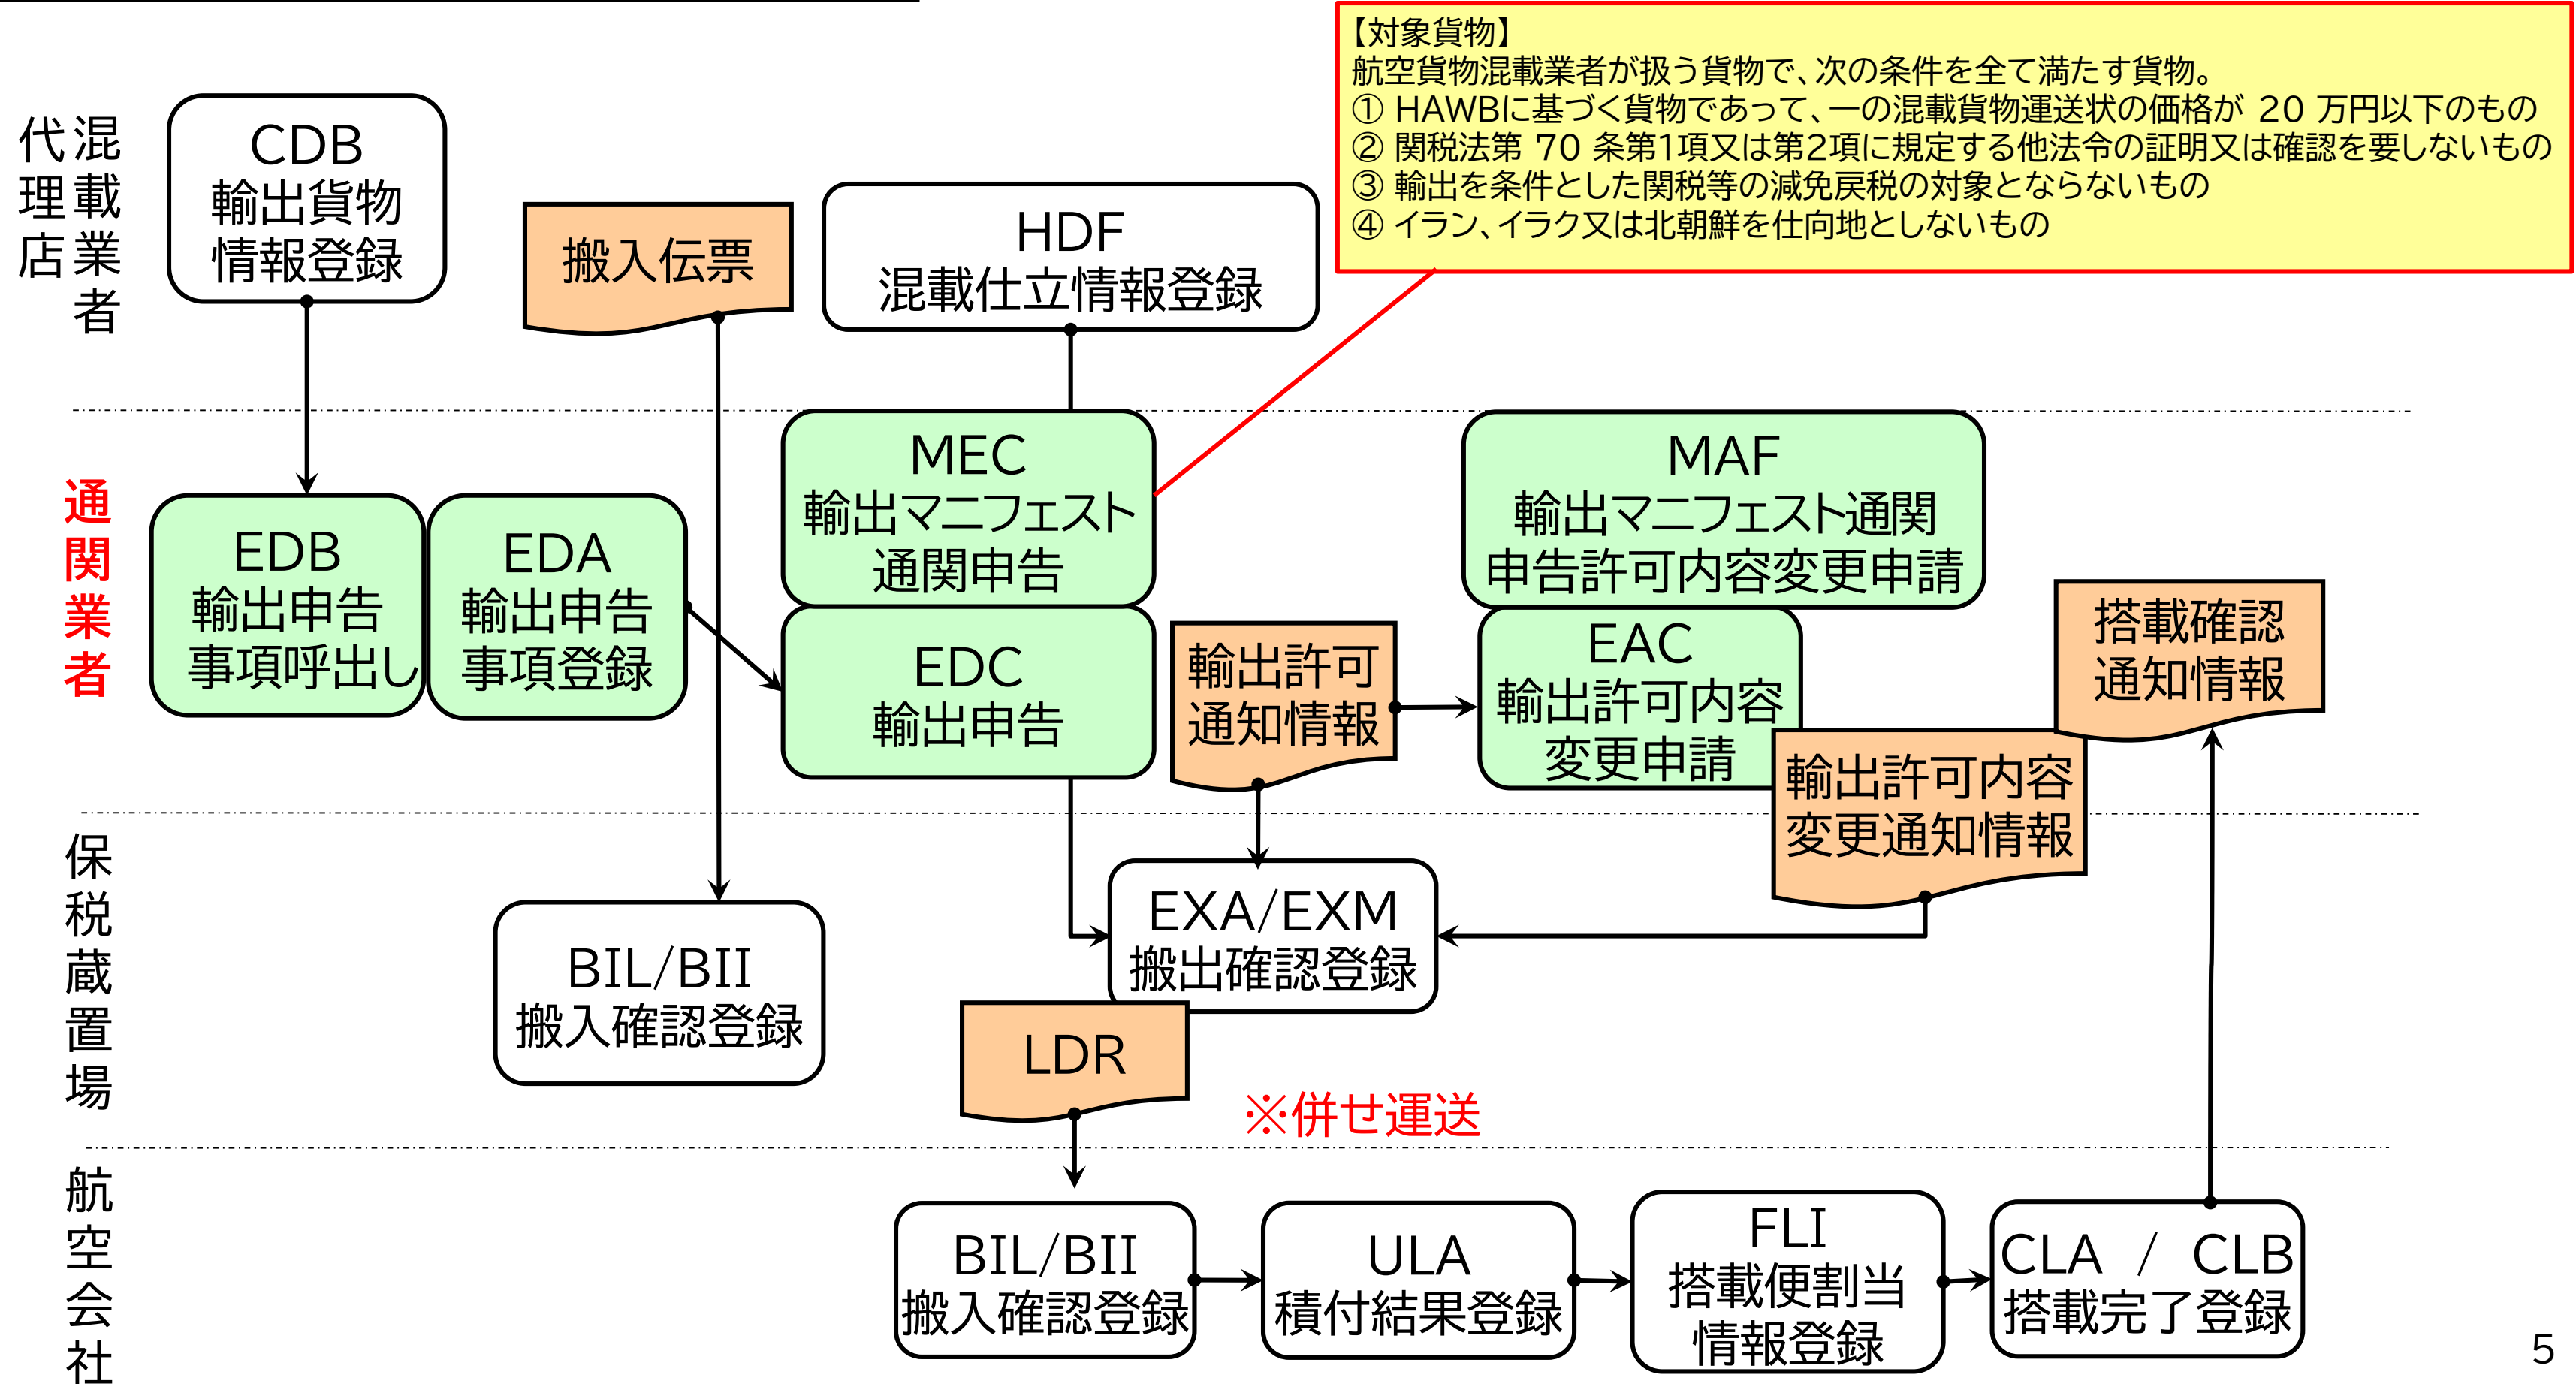 【対象貨物】
航空貨物混載業者が扱う貨物で、次の条件を全て満たす貨物。
① HAWBに基づく貨物であって、一の混載貨物運送状の価格が 20 万円以下のもの
② 関税法第 70 条第1項又は第2項に規定する他法令の証明又は確認を要しないもの
③ 輸出を条件とした関税等の減免戻税の対象とならないもの
④ イラン、イラク又は北朝鮮を仕向地としないもの
混載業者
代理店
CDB
輸出貨物
情報登録
搬入伝票
HDF
混載仕立情報登録
通関業者
EDB
輸出申告
事項呼出し
EDA
輸出申告
事項登録
MEC
輸出マニフェスト
通関申告
EDC
輸出申告
輸出許可
通知情報
MAF
輸出マニフェスト通関
申告許可内容変更申請
EAC
輸出許可内容
変更申請
輸出許可内容
変更通知情報
搭載確認
通知情報
保税蔵置場
BIL/BII
搬入確認登録
EXA/EXM
搬出確認登録
LDR
※併せ運送
航空会社
BIL/BII
搬入確認登録
ULA
積付結果登録
FLI
搭載便割当
情報登録
CLA / CLB
搭載完了登録
5